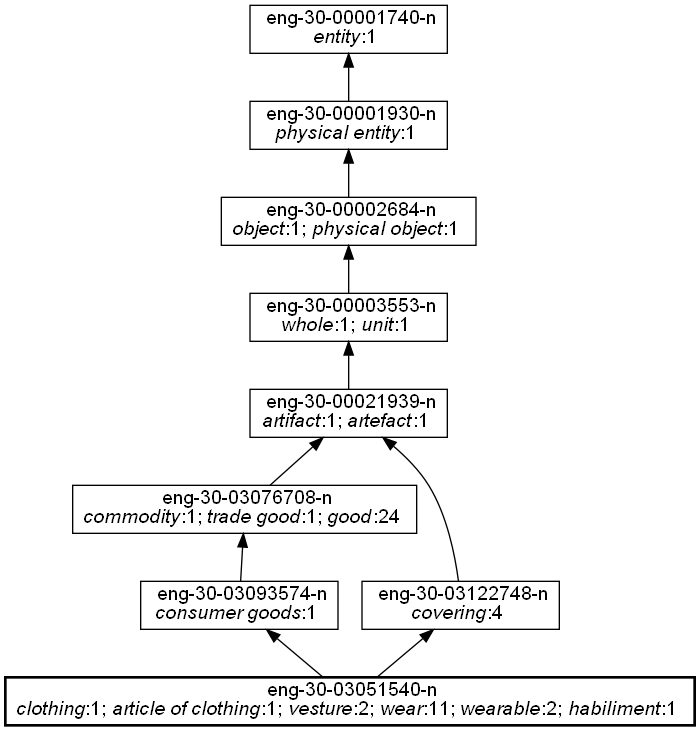 eng-30-00001740-n
entity:1
eng-30-00001930-n
physical entity:1
eng-30-00002684-n
object:1; physical object:1
eng-30-00003553-n
whole:1; unit:1
eng-30-00021939-n
artifact:1; artefact:1
eng-30-03076708-n
commodity:1; trade good:1; good:24
eng-30-03093574-n
consumer goods:1
eng-30-03122748-n
covering:4
eng-30-03051540-n
clothing:1; article of clothing:1; vesture:2; wear:11; wearable:2; habiliment:1